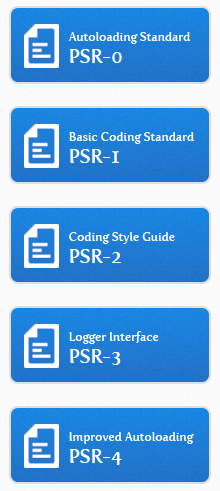 Autoloading Standard
PSR-0
Basic Coding Standard
PSR-1
Coding Style Guide
PSR-2
Logger Interface
PSR-3
Improved Autoloading
PSR-4